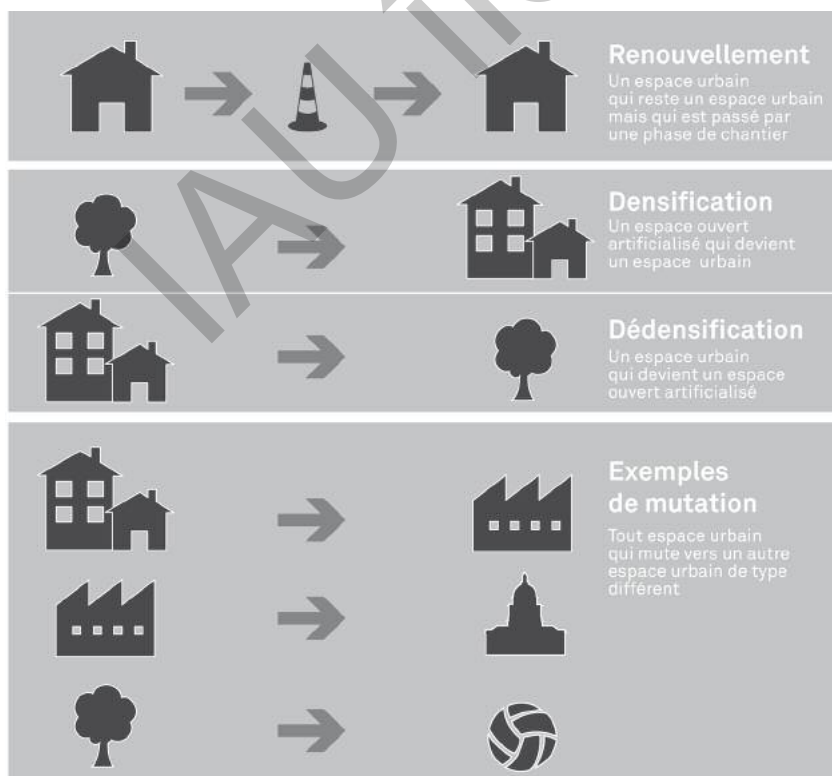 Renouvellement
Un espace urbain
qui reste un espace urbain
mais qui est passé par
une phase de chantier
Densification
Un espace ouvert
artificialisé qui devient
un espace urbain
Dédensification
Un espace urbain
qui devient un espace
ouvert artificialisé
Exemples
de mutation
Tout espace urbain
qui mute vers un autre
espace urbain de type
différent
IAU